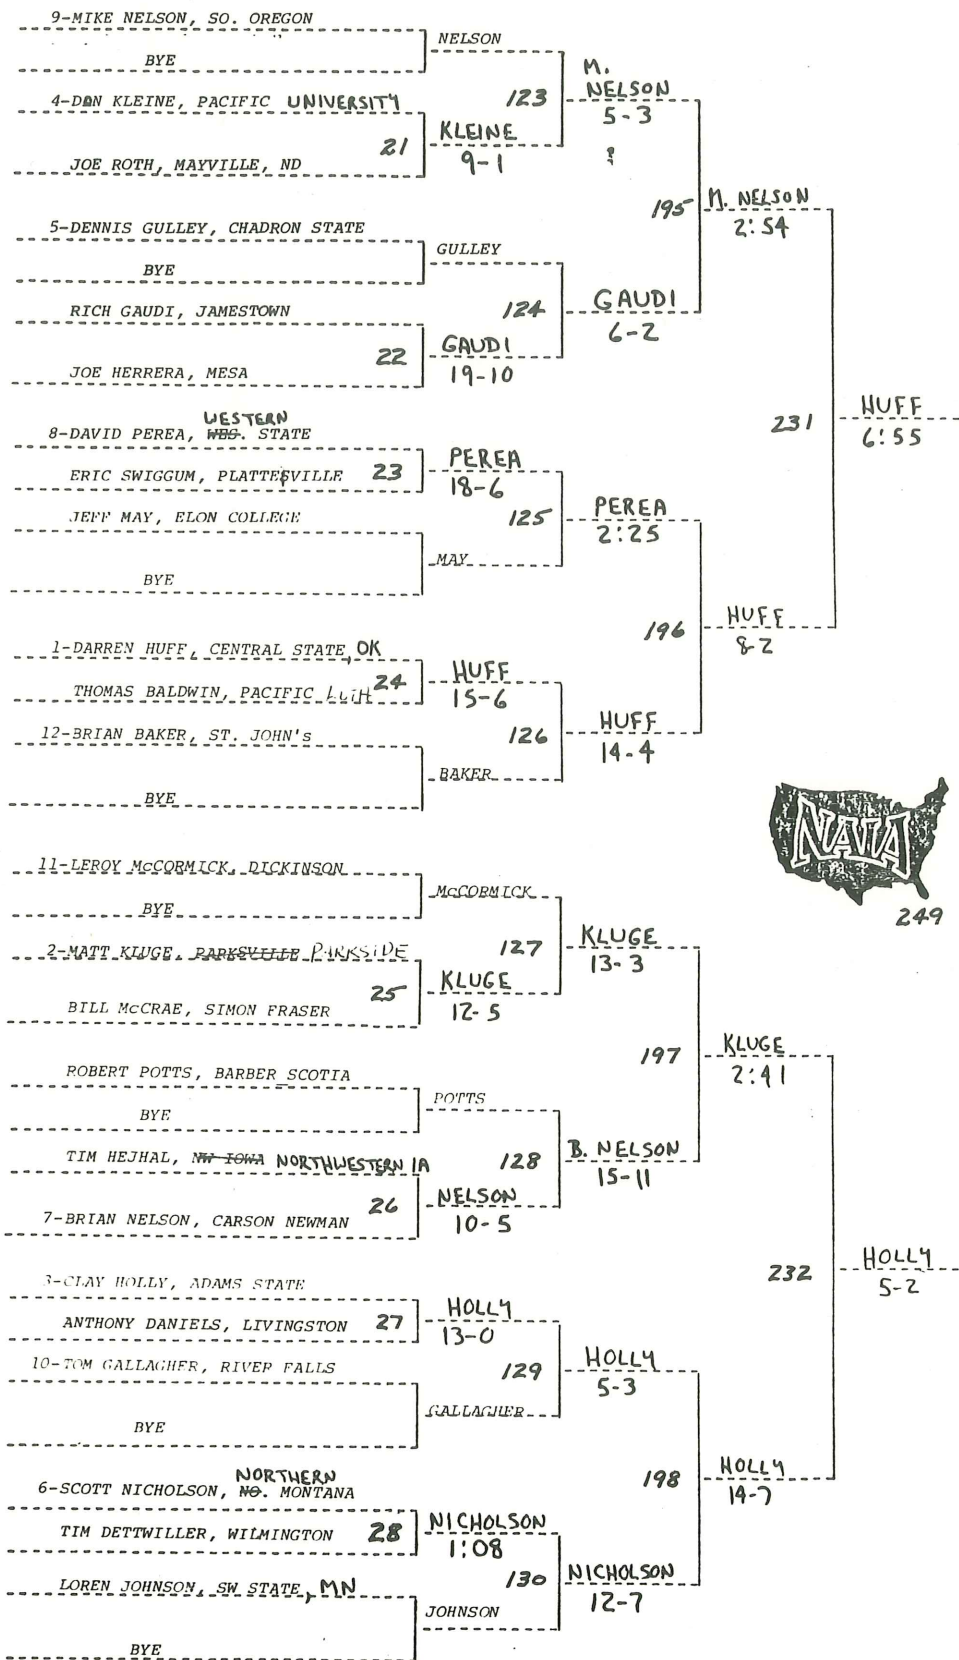 9-MIKE NELSON, SO. OREGON
NELSON
BYE
M. NELSON
5-3
123
4-DAN KLEINE, PACIFIC UNIVERSITY
21
KLEINE
9-1
JOE ROTH, MAYVILLE, ND
195
M. NELSON
2:54
5-DENNIS GULLEY, CHADRON STATE
GULLEY
BYE
124
GAUDI
6-2
RICH GAUDI, JAMESTOWN
22
GAUDI
19-10
JOE HERRERA, MESA
231
HUFF
6:55
WESTERN
8-DAVID PEREA, WES. STATE
ERIC SWIGGUM, PLATTESVILLE
23
PEREA
18-6
JEFF MAY, ELON COLLEGE
125
PEREA
2:25
MAY
BYE
196
HUFF
8-2
1-DARREN HUFF, CENTRAL STATE, OK
24
HUFF
15-6
THOMAS BALDWIN, PACIFIC LUTH
12-BRIAN BAKER, ST. JOHN's
126
HUFF
14-4
BAKER
BYE
NAIA
249
11-LEROY McCORMICK, DICKINSON
McCORMICK
BYE
127
KLUGE
13-3
2-MATT KLUGE, PARKSVILLE PARKSIDE
25
KLUGE
12-5
BILL McCRAE, SIMON FRASER
197
KLUGE
2:41
ROBERT POTTS, BARBER SCOTIA
POTTS
BYE
128
B. NELSON
15-11
TIM HEJHAL, NW IOWA NORTHWESTERN IA
26
NELSON
10-5
7-BRIAN NELSON, CARSON NEWMAN
232
HOLLY
5-2
3-CLAY HOLLY, ADAMS STATE
ANTHONY DANIELS, LIVINGSTON
27
HOLLY
13-0
10-TOM GALLAGHER, RIVER FALLS
129
HOLLY
5-3
GALLAGHER
BYE
198
HOLLY
14-7
NORTHERN
6-SCOTT NICHOLSON, NO. MONTANA
TIM DETTWILLER, WILMINGTON
28
NICHOLSON
1:08
LOREN JOHNSON, SW STATE, MN
130
NICHOLSON
12-7
JOHNSON
BYE